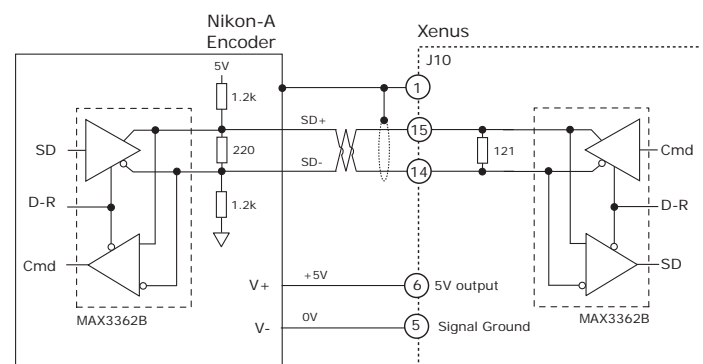 Nikon-A
Encoder
Xenus
J10
5V
1.2k
1
SD+
15
SD
220
121
Cmd
SD-
14
D-R
1.2k
D-R
Cmd
SD
V+
+5V
6
5V output
MAX3362B
MAX3362B
V-
0V
5
Signal Ground